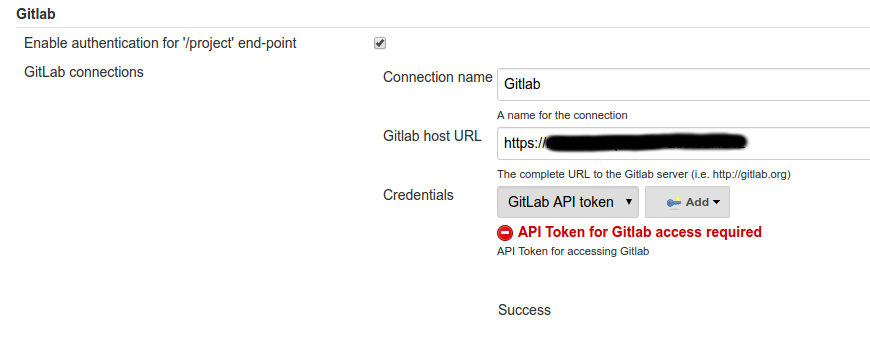 Gitlab
Enable authentication for '/project' end-point
GitLab connections
Connection name
Gitlab
A name for the connection
Gitlab host URL
https://
The complete URL to the Gitlab server (i.e. http://gitlab.org)
Credentials
GitLab API token
Add
API Token for Gitlab access required
API Token for accessing Gitlab
Success